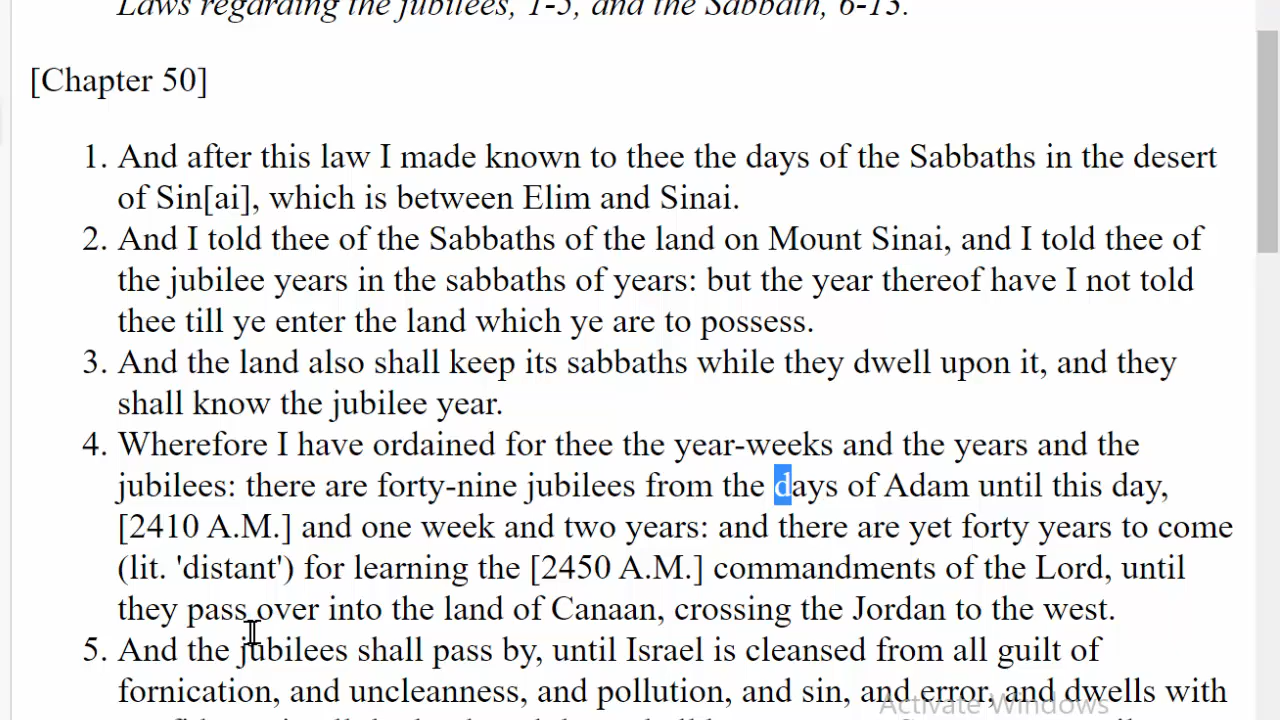 Laws regarding the jubilees, 1-5, and the Sabbath, 6-13.
[Chapter 50]
1. And after this law I made known to thee the days of the Sabbaths in the desert
of Sin[ai], which is between Elim and Sinai.
2. And I told thee of the Sabbaths of the land on Mount Sinai, and I told thee of
the jubilee years in the sabbaths of years: but the year thereof have I not told
thee till ye enter the land which ye are to possess.
3. And the land also shall keep its sabbaths while they dwell upon it, and they
shall know the jubilee year.
4. Wherefore I have ordained for thee the year-weeks and the years and the
jubilees: there are forty-nine jubilees from the days of Adam until this day,
[2410 A.M.] and one week and two years: and there are yet forty years to come
(lit. 'distant') for learning the [2450 A.M.] commandments of the Lord, until
they pass over into the land of Canaan, crossing the Jordan to the west.
5. And the jubilees shall pass by, until Israel is cleansed from all guilt of
fornication, and uncleanness, and pollution, and sin, and error, and dwells with
Activate Windows